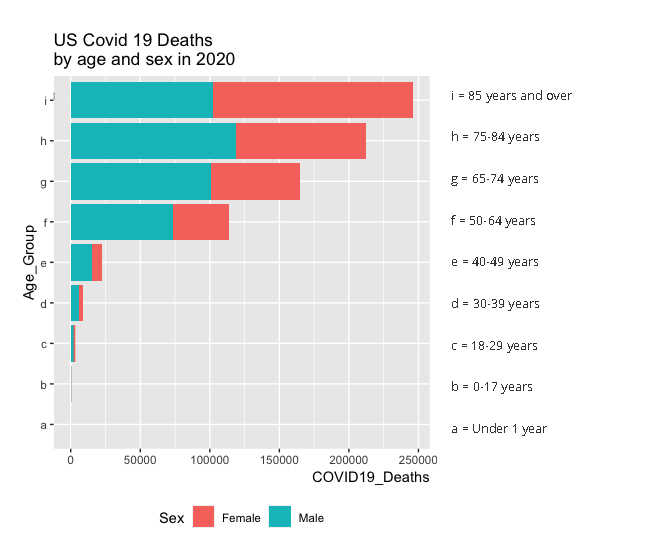 US Covid 19 Deaths
by age and sex in 2020
Age_Group
i
h
g
f
e
d
c
b
a
i = 85 years and over
h = 75-84 years
g = 65-74 years
f = 50-64 years
e = 40-49 years
d = 30-39 years
c = 18-29 years
b = 0-17 years
a = Under 1 year
0 50000 100000 150000 200000 250000
COVID19_Deaths
Sex Female Male